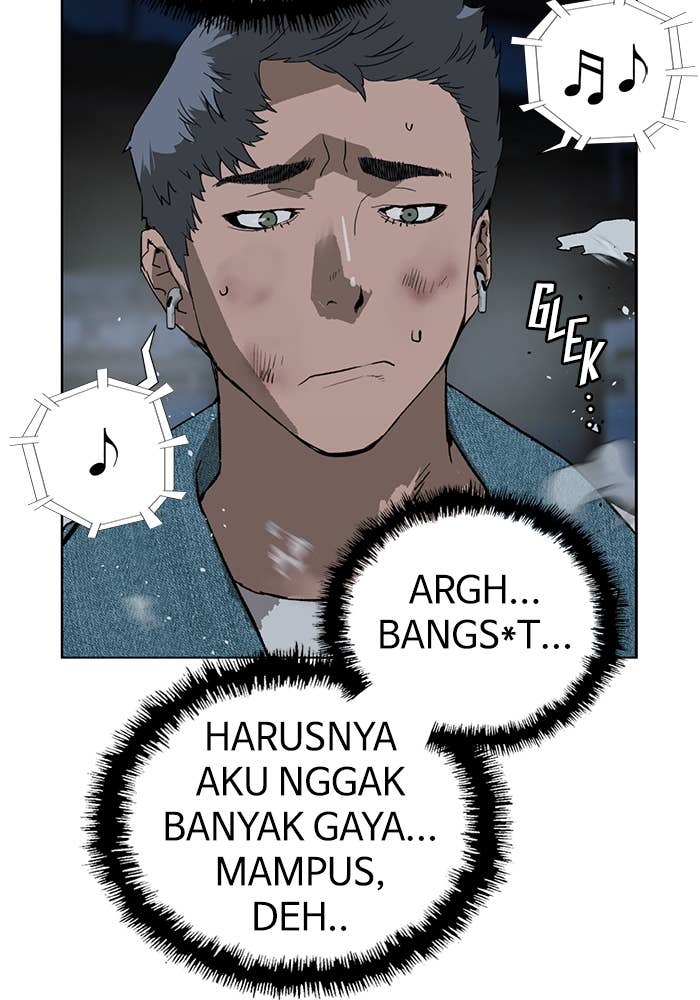 GLEK...
ARGH...
BANGS*T...
HARUSNYA
AKU NGGAK
BANYAK GAYA...
MAMPUS,
DEH..